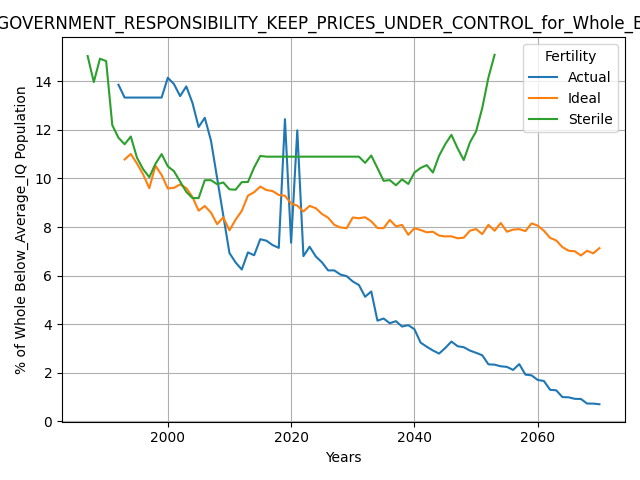 GOVERNMENT_RESPONSIBILITY_KEEP_PRICES_UNDER_CONTROL_for_Whole_B
Fertility
Actual
Ideal
Sterile
% of Whole Below_Average_IQ Population
14
12
10
8
6
4
2
0
2000
2020
2040
2060
Years